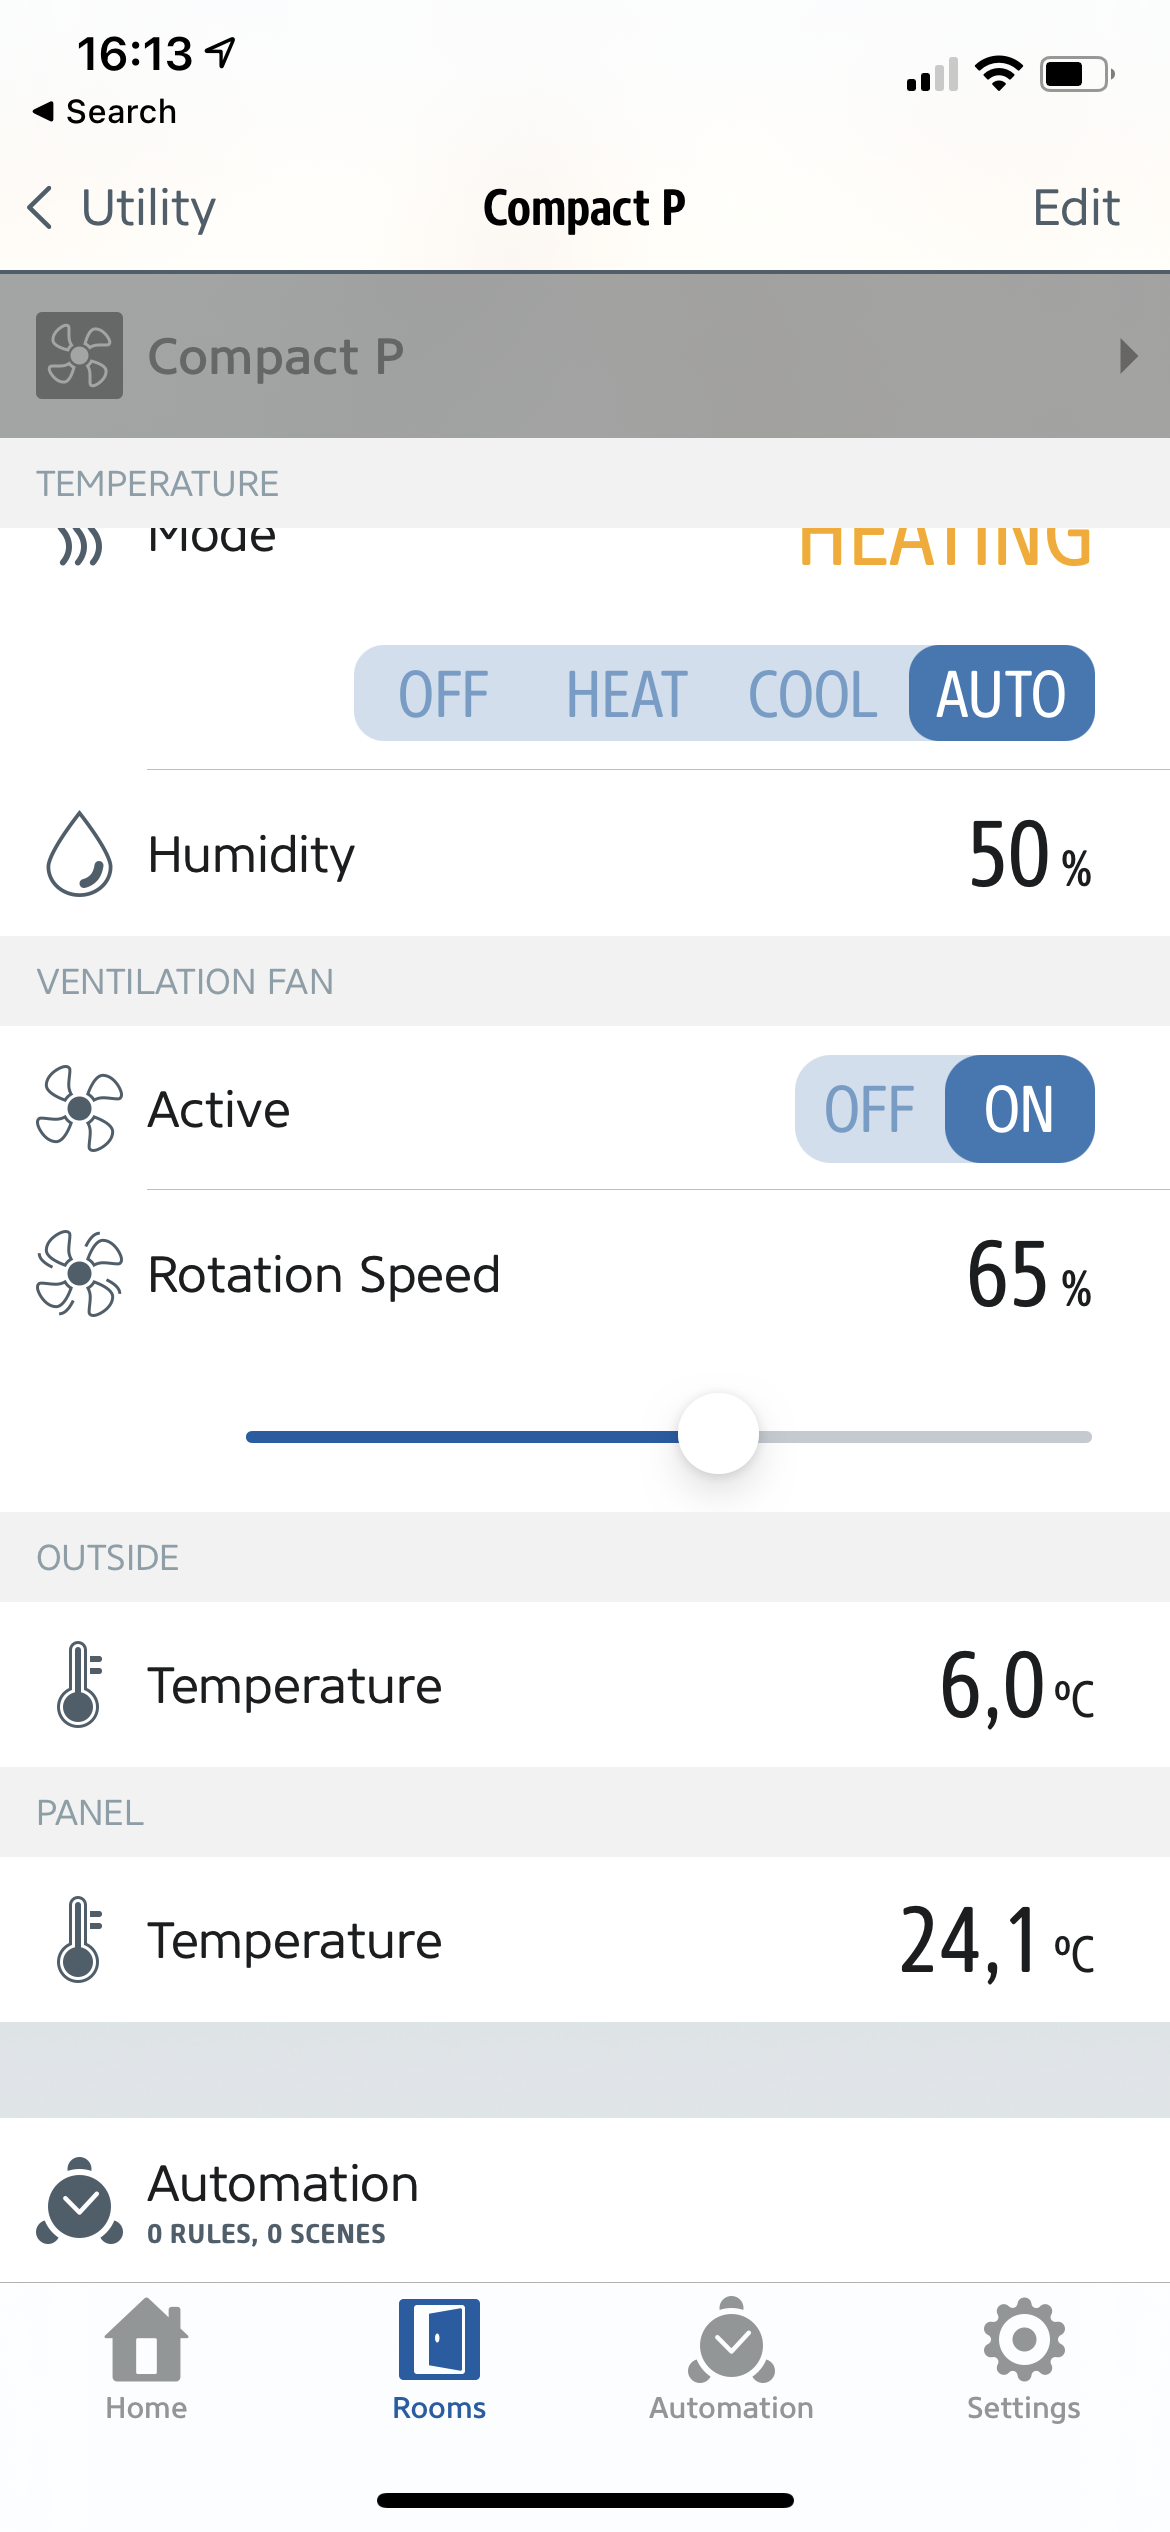 16:13
Search
Utility
Compact P
Edit
Compact P
TEMPERATURE
Mode HEATING
OFF HEAT COOL AUTO
Humidity 50 %
VENTILATION FAN
Active OFF ON
Rotation Speed 65 %
OUTSIDE
Temperature 6,0 °C
PANEL
Temperature 24,1 °C
Automation
0 RULES, 0 SCENES
Home Rooms Automation Settings